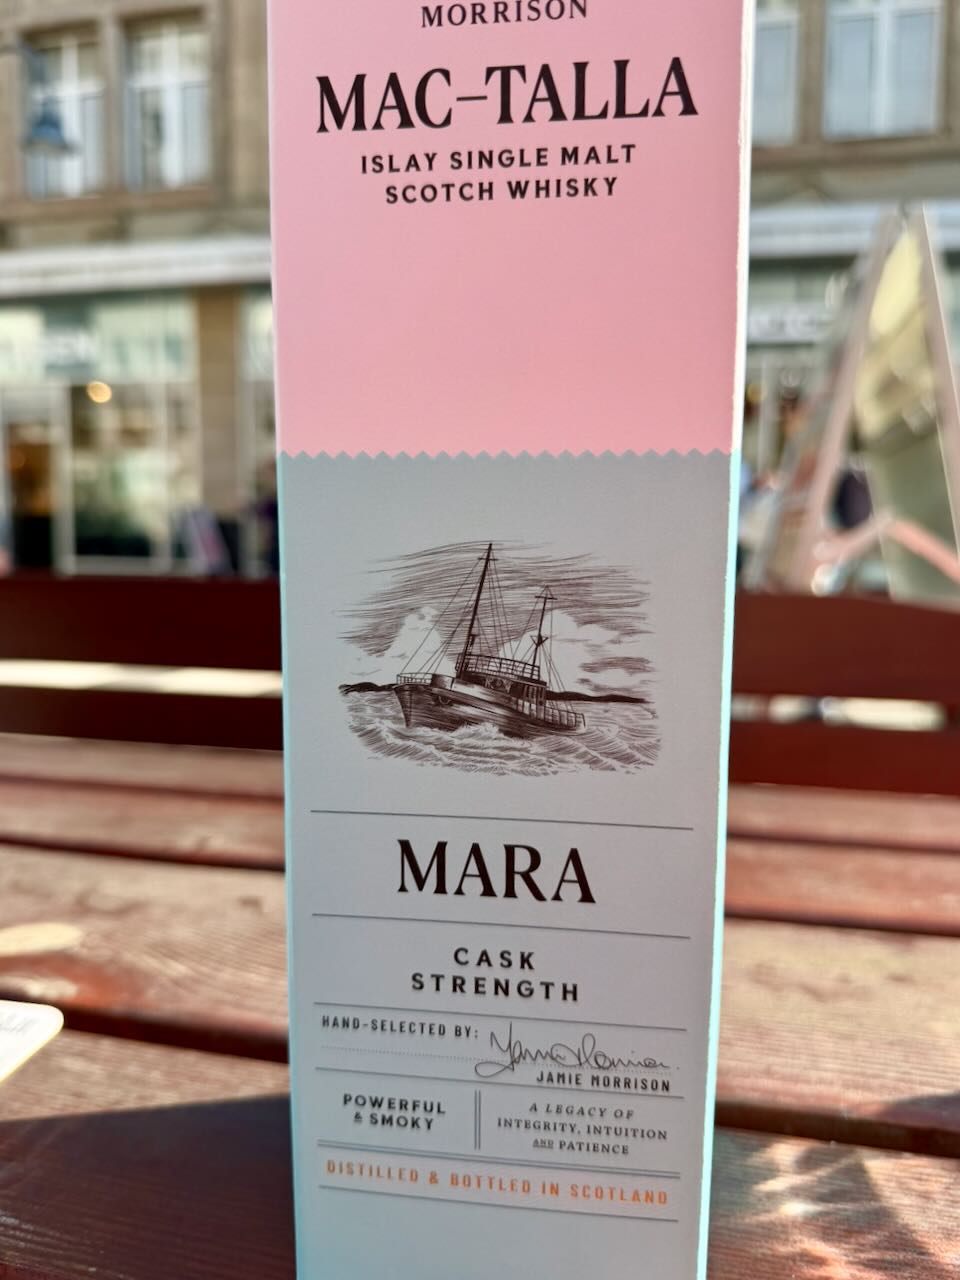 MORRISON
MAC-TALLA
ISLAY SINGLE MALT
SCOTCH WHISKY
MARA
CASK
STRENGTH
HAND-SELECTED BY:
JAMIE MORRISON
POWERFUL
& SMOKY
A LEGACY OF
INTEGRITY, INTUITION
AND PATIENCE
DISTILLED & BOTTLED IN SCOTLAND